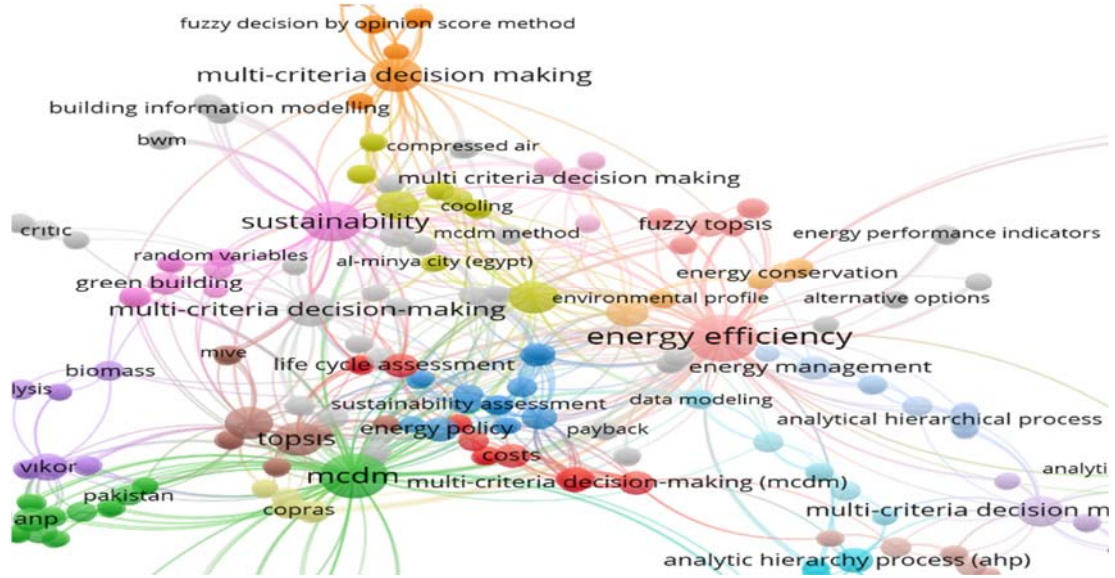 fuzzy decision by opinion score method
multi-criteria decision making
building information modelling
bwm
compressed air
multi criteria decision making
cooling
sustainability
fuzzy topsis
critic
mcdm method
energy performance indicators
random variables
al-minya city (egypt)
energy conservation
green building
multi-criteria decision-making
environmental profile
alternative options
energy efficiency
mive
life cycle assessment
energy management
biomass
lysis
sustainability assessment
data modeling
energy policy
payback
analytical hierarchical process
topsis
costs
vikor
mcdm
multi-criteria decision-making (mcdm)
analyti
pakistan
copras
multi-criteria decision m
anp
analytic hierarchy process (ahp)